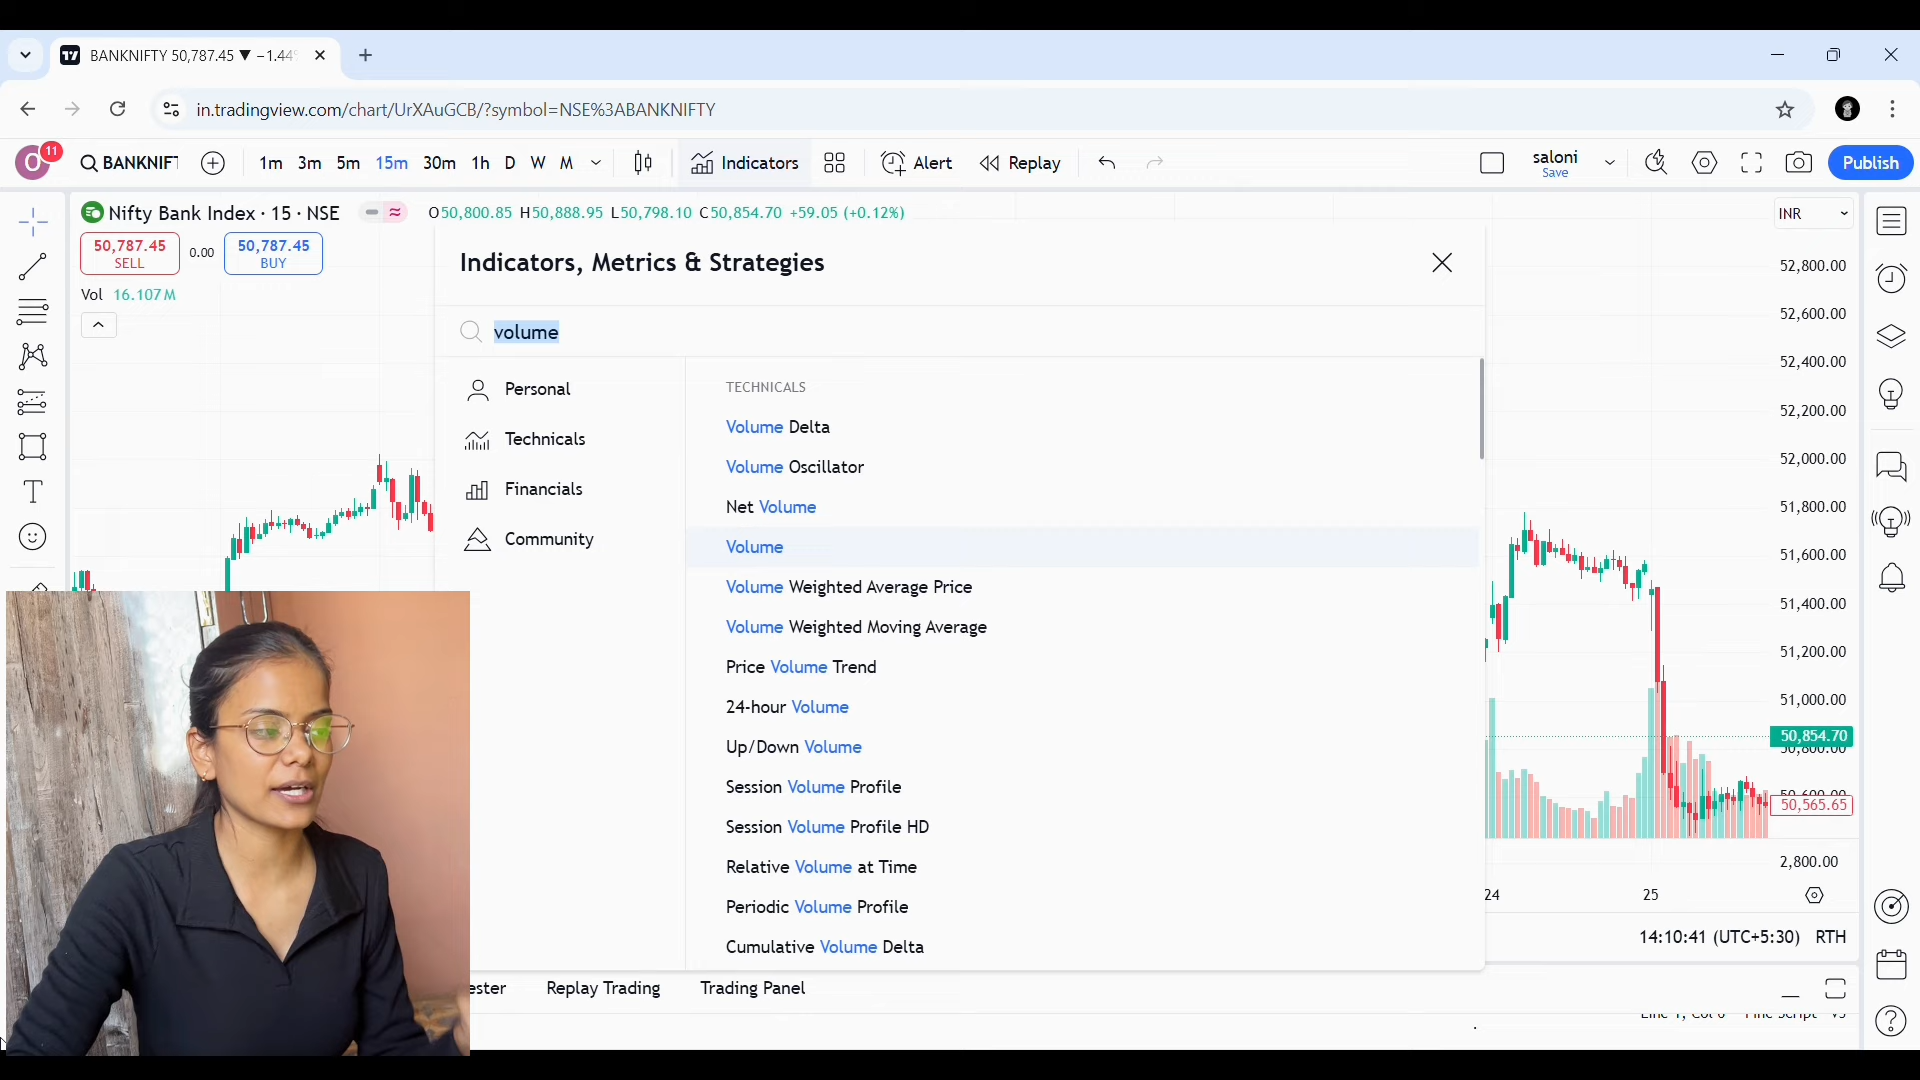 BANKNIFTY 50,787.45 ▼ −1.44%
in.tradingview.com/chart/UrXAuGCB/?symbol=NSE%3ABANKNIFTY
O 11 BANKNIFT 1m 3m 5m 15m 30m 1h D W M Indicators Alert Replay saloni Save Publish
Nifty Bank Index · 15 · NSE O50,800.85 H50,888.95 L50,798.10 C50,854.70 +59.05 (+0.12%) INR
50,787.45 SELL 0.00 50,787.45 BUY
Vol 16.107M
Indicators, Metrics & Strategies
volume
Personal
Technicals
Financials
Community
TECHNICALS
Volume Delta
Volume Oscillator
Net Volume
Volume
Volume Weighted Average Price
Volume Weighted Moving Average
Price Volume Trend
24-hour Volume
Up/Down Volume
Session Volume Profile
Session Volume Profile HD
Relative Volume at Time
Periodic Volume Profile
Cumulative Volume Delta
52,800.00
52,600.00
52,400.00
52,200.00
52,000.00
51,800.00
51,600.00
51,400.00
51,200.00
51,000.00
50,854.70
50,800.00
50,600.00
50,565.65
2,800.00
24 25
14:10:41 (UTC+5:30) RTH
ester Replay Trading Trading Panel